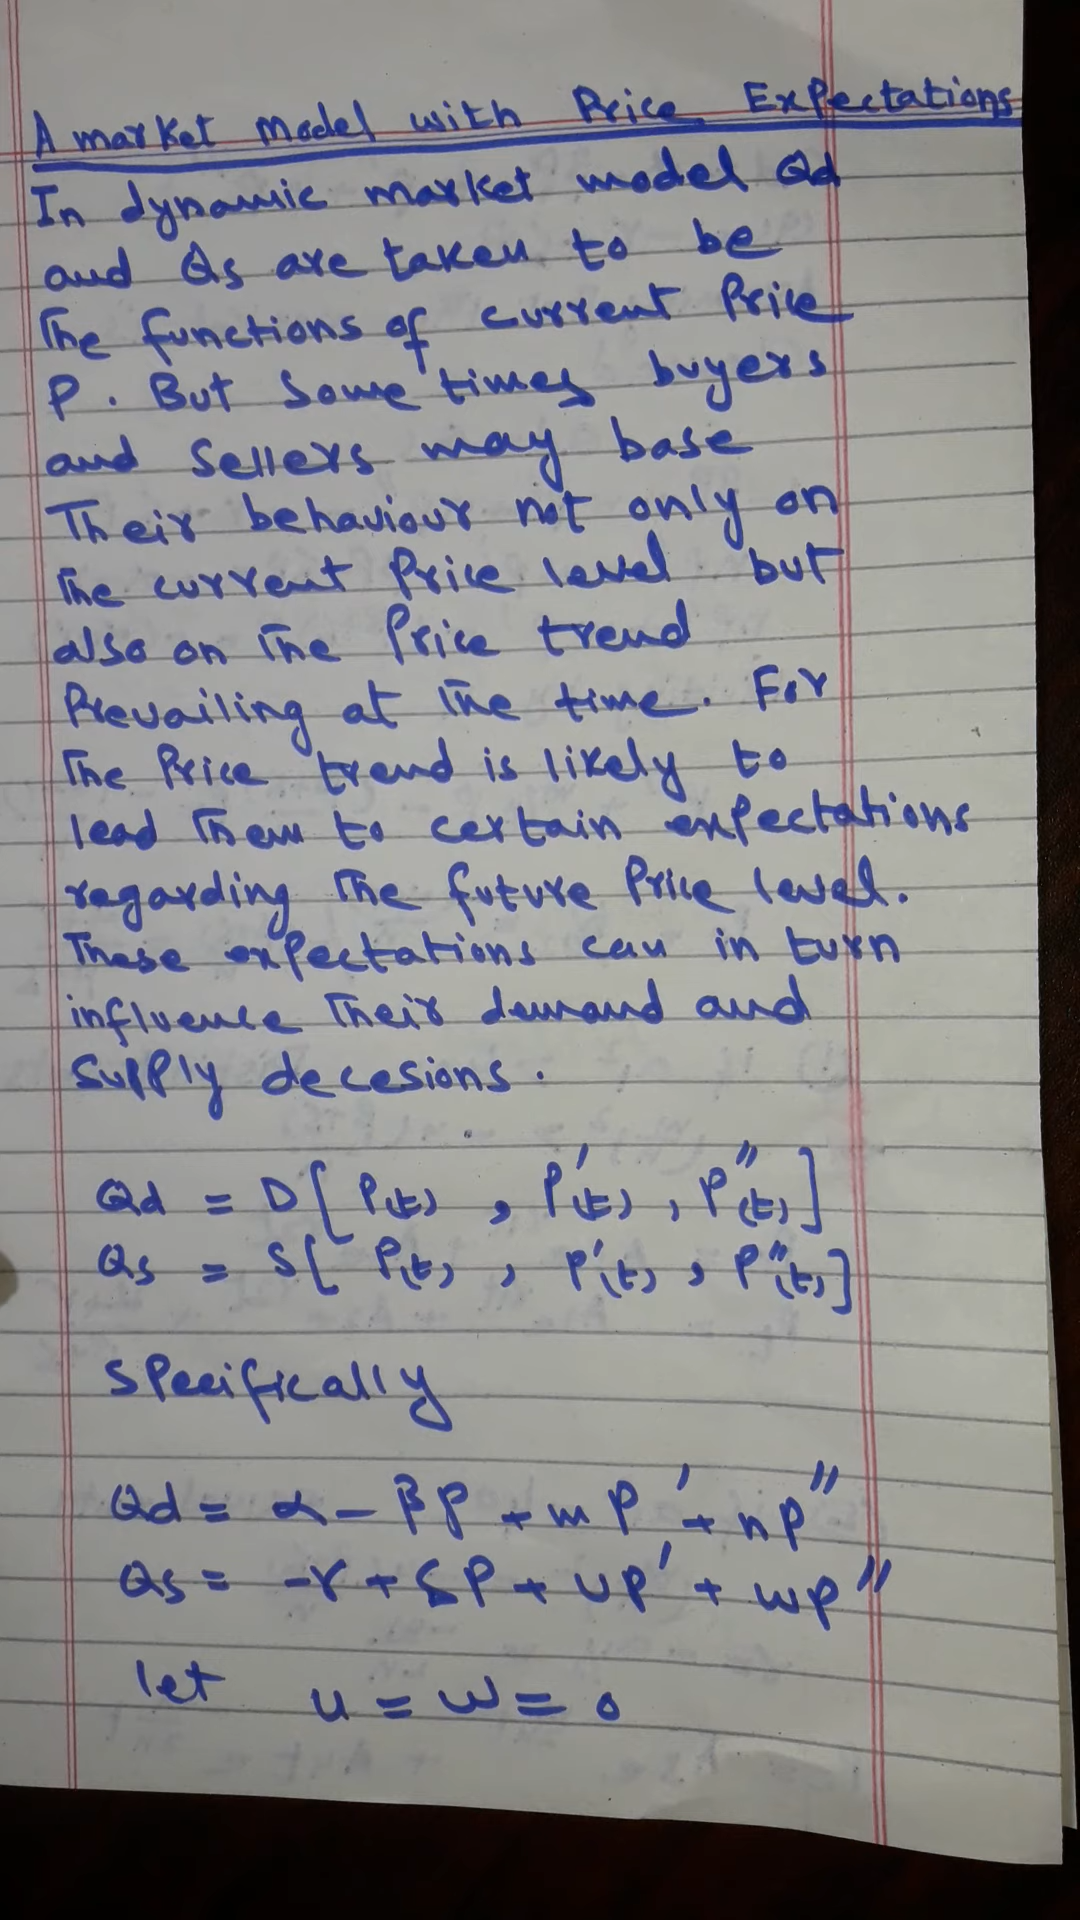 A market Model with Price Expectations
In dynamic market model Qd
and Qs are taken to be
The functions of current Price
P. But Some times buyers
and Sellers may base
Their behaviour not only on
The current Price level but
also on The Price trend
Prevailing at The time. For
The Price trend is likely to
lead Them to certain expectations
regarding The future Price level.
These expectations can in turn
influence Their demand and
Supply decesions.
Qd = D[ P(t) , P′(t) , P″(t)]
Qs = S[ P(t) , P′(t) , P″(t)]
Specifically
Qd = α - βP + mP′ + nP″
Qs = -γ + δP + uP′ + wP″
let u = w = 0